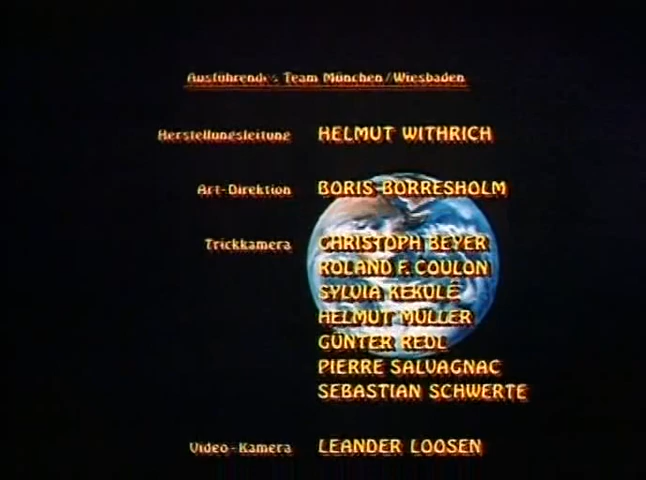 Ausführendes Team München/Wiesbaden
Herstellungsleitung HELMUT WITHRICH
Art-Direktion BORIS BORRESHOLM
Trickkamera CHRISTOPH BEYER
ROLAND F. COULON
SYLVIA KEKULÉ
HELMUT MÜLLER
GÜNTER REDL
PIERRE SALVAGNAC
SEBASTIAN SCHWERTE
Video-Kamera LEANDER LOOSEN